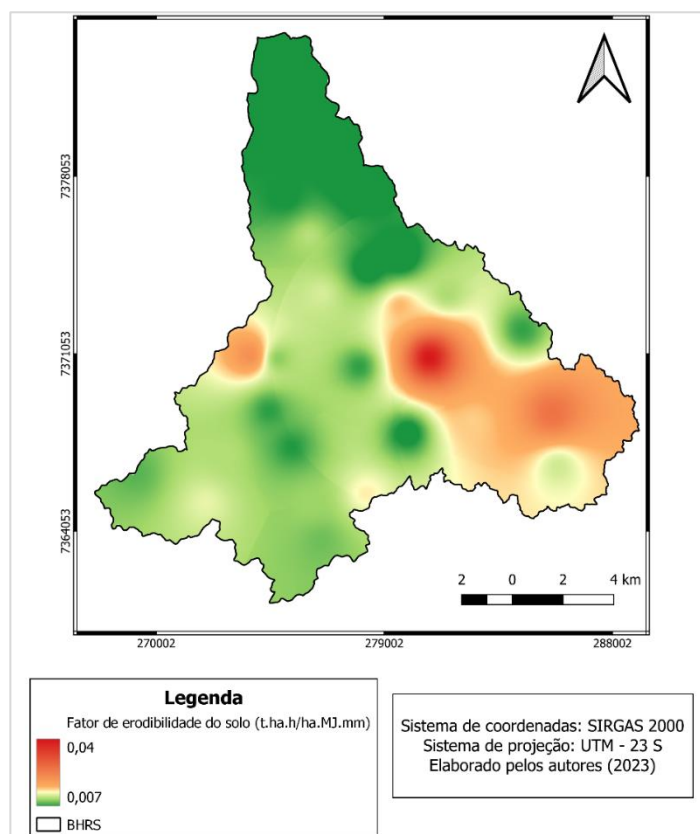 7378053
7371053
7364053
2 0 2 4 km
270002 279002 288002
Legenda
Fator de erodibilidade do solo (t.ha.h/ha.MJ.mm)
0,04
0,007
BHRS
Sistema de coordenadas: SIRGAS 2000
Sistema de projeção: UTM - 23 S
Elaborado pelos autores (2023)